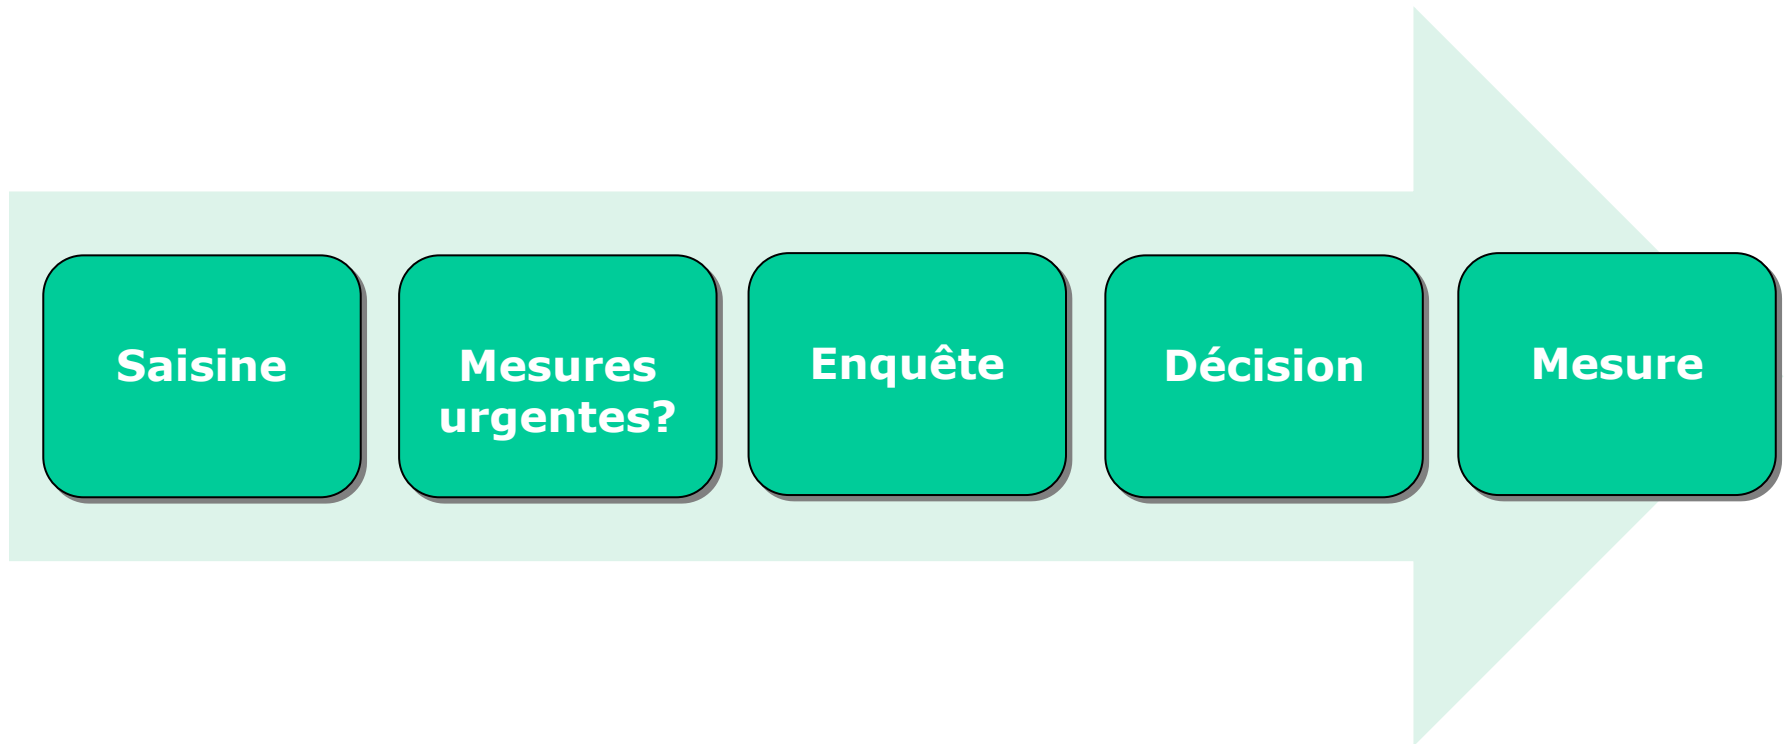 Saisine
Mesures
urgentes?
Enquête
Décision
Mesure